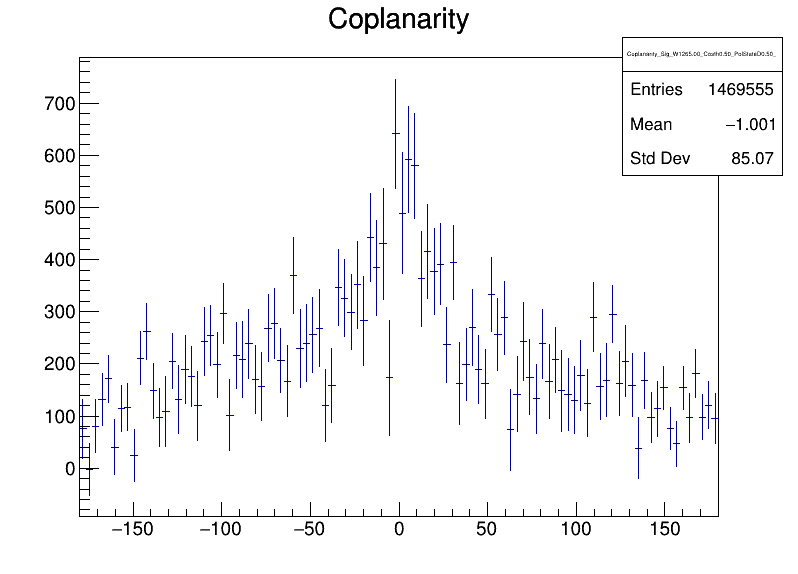 Coplanarity
Coplanarity_Sig_W1265.00_Costh0.50_PolStateD0.50_
Entries 1469555
Mean −1.001
Std Dev 85.07
700
600
500
400
300
200
100
0
−150 −100 −50 0 50 100 150